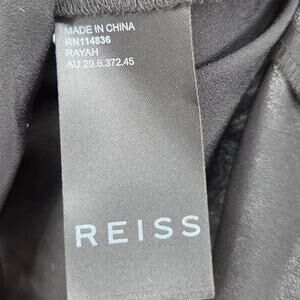 MADE IN CHINA
RN114836
RAYAH
AU 29.6.372.45
REISS